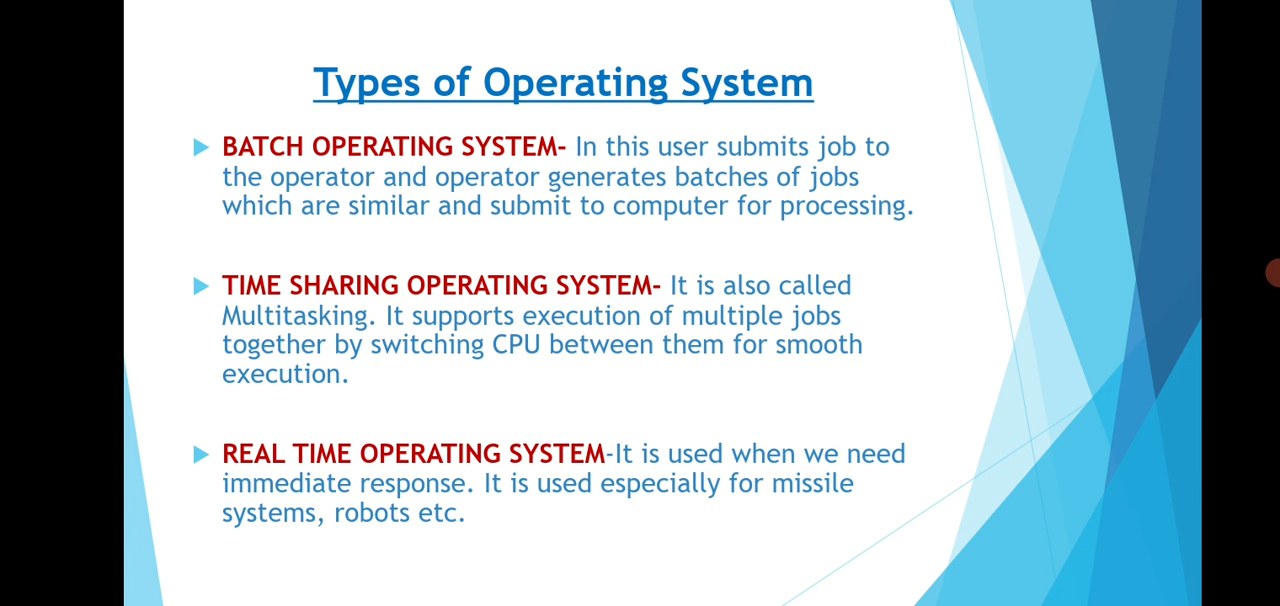 Types of Operating System
BATCH OPERATING SYSTEM- In this user submits job to
the operator and operator generates batches of jobs
which are similar and submit to computer for processing.
TIME SHARING OPERATING SYSTEM- It is also called
Multitasking. It supports execution of multiple jobs
together by switching CPU between them for smooth
execution.
REAL TIME OPERATING SYSTEM-It is used when we need
immediate response. It is used especially for missile
systems, robots etc.